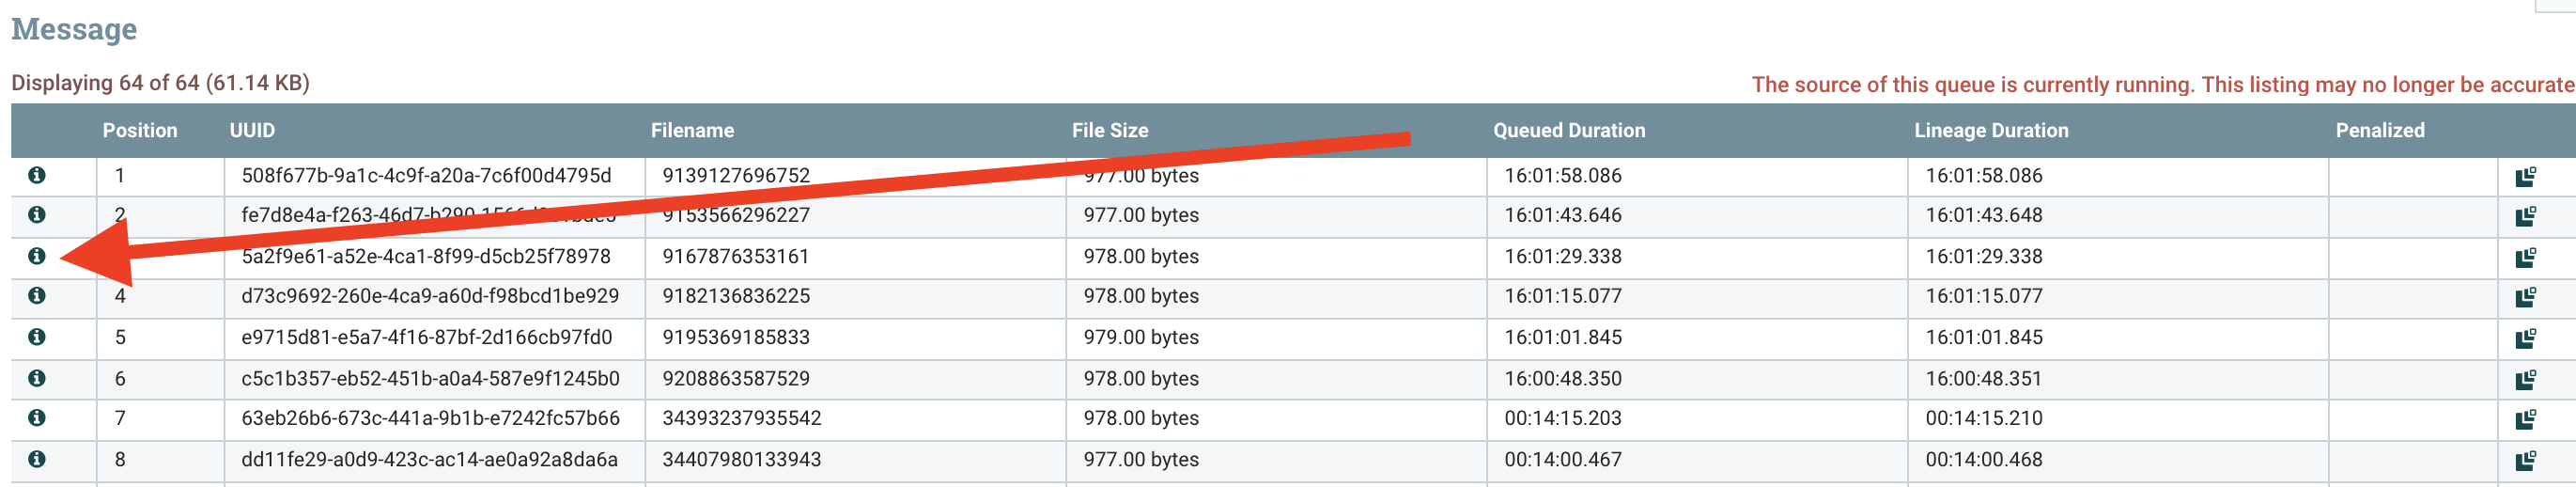 Message
Displaying 64 of 64 (61.14 KB)
The source of this queue is currently running. This listing may no longer be accurate
Position UUID Filename File Size Queued Duration Lineage Duration Penalized
1 508f677b-9a1c-4c9f-a20a-7c6f00d4795d 9139127696752 977.00 bytes 16:01:58.086 16:01:58.086
2 9153566296227 977.00 bytes 16:01:43.646 16:01:43.648
5a2f9e61-a52e-4ca1-8f99-d5cb25f78978 9167876353161 978.00 bytes 16:01:29.338 16:01:29.338
4 d73c9692-260e-4ca9-a60d-f98bcd1be929 9182136836225 978.00 bytes 16:01:15.077 16:01:15.077
5 e9715d81-e5a7-4f16-87bf-2d166cb97fd0 9195369185833 979.00 bytes 16:01:01.845 16:01:01.845
6 c5c1b357-eb52-451b-a0a4-587e9f1245b0 9208863587529 978.00 bytes 16:00:48.350 16:00:48.351
7 63eb26b6-673c-441a-9b1b-e7242fc57b66 34393237935542 978.00 bytes 00:14:15.203 00:14:15.210
8 dd11fe29-a0d9-423c-ac14-ae0a92a8da6a 34407980133943 977.00 bytes 00:14:00.467 00:14:00.468